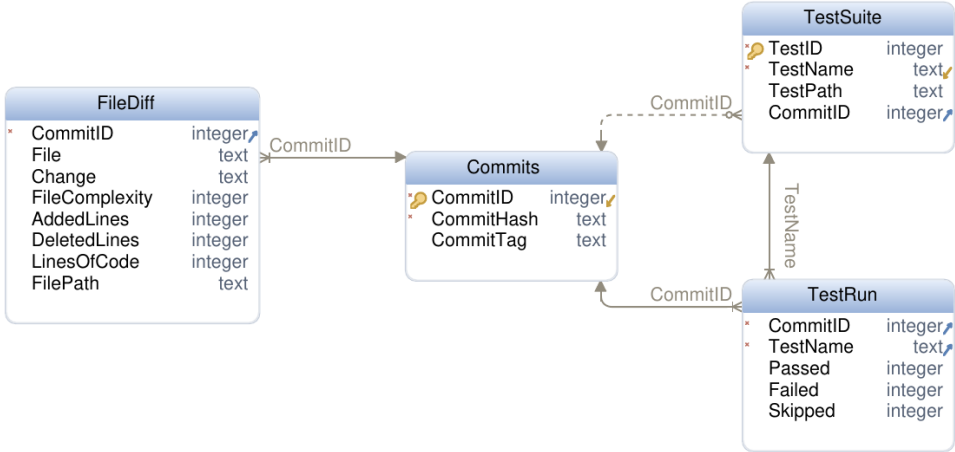 FileDiff
CommitID integer
File text
Change text
FileComplexity integer
AddedLines integer
DeletedLines integer
LinesOfCode integer
FilePath text
CommitID
Commits
CommitID integer
CommitHash text
CommitTag text
CommitID
TestSuite
TestID integer
TestName text
TestPath text
CommitID integer
TestName
CommitID
TestRun
CommitID integer
TestName text
Passed integer
Failed integer
Skipped integer